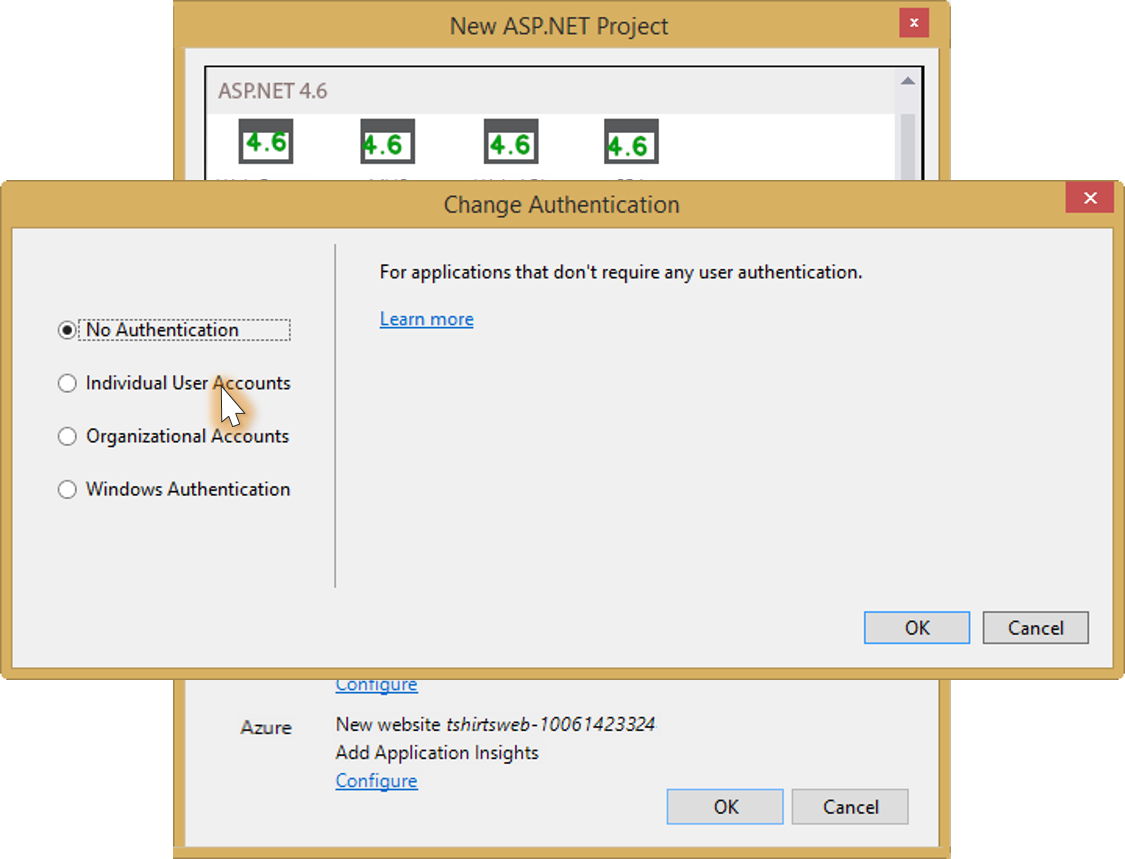 New ASP.NET Project
x
ASP.NET 4.6
4.6 4.6 4.6 4.6
Change Authentication
For applications that don't require any user authentication.
Learn more
No Authentication
Individual User Accounts
Organizational Accounts
Windows Authentication
OK Cancel
Configure
Azure New website tshirtsweb-10061423324
Add Application Insights
Configure
OK Cancel